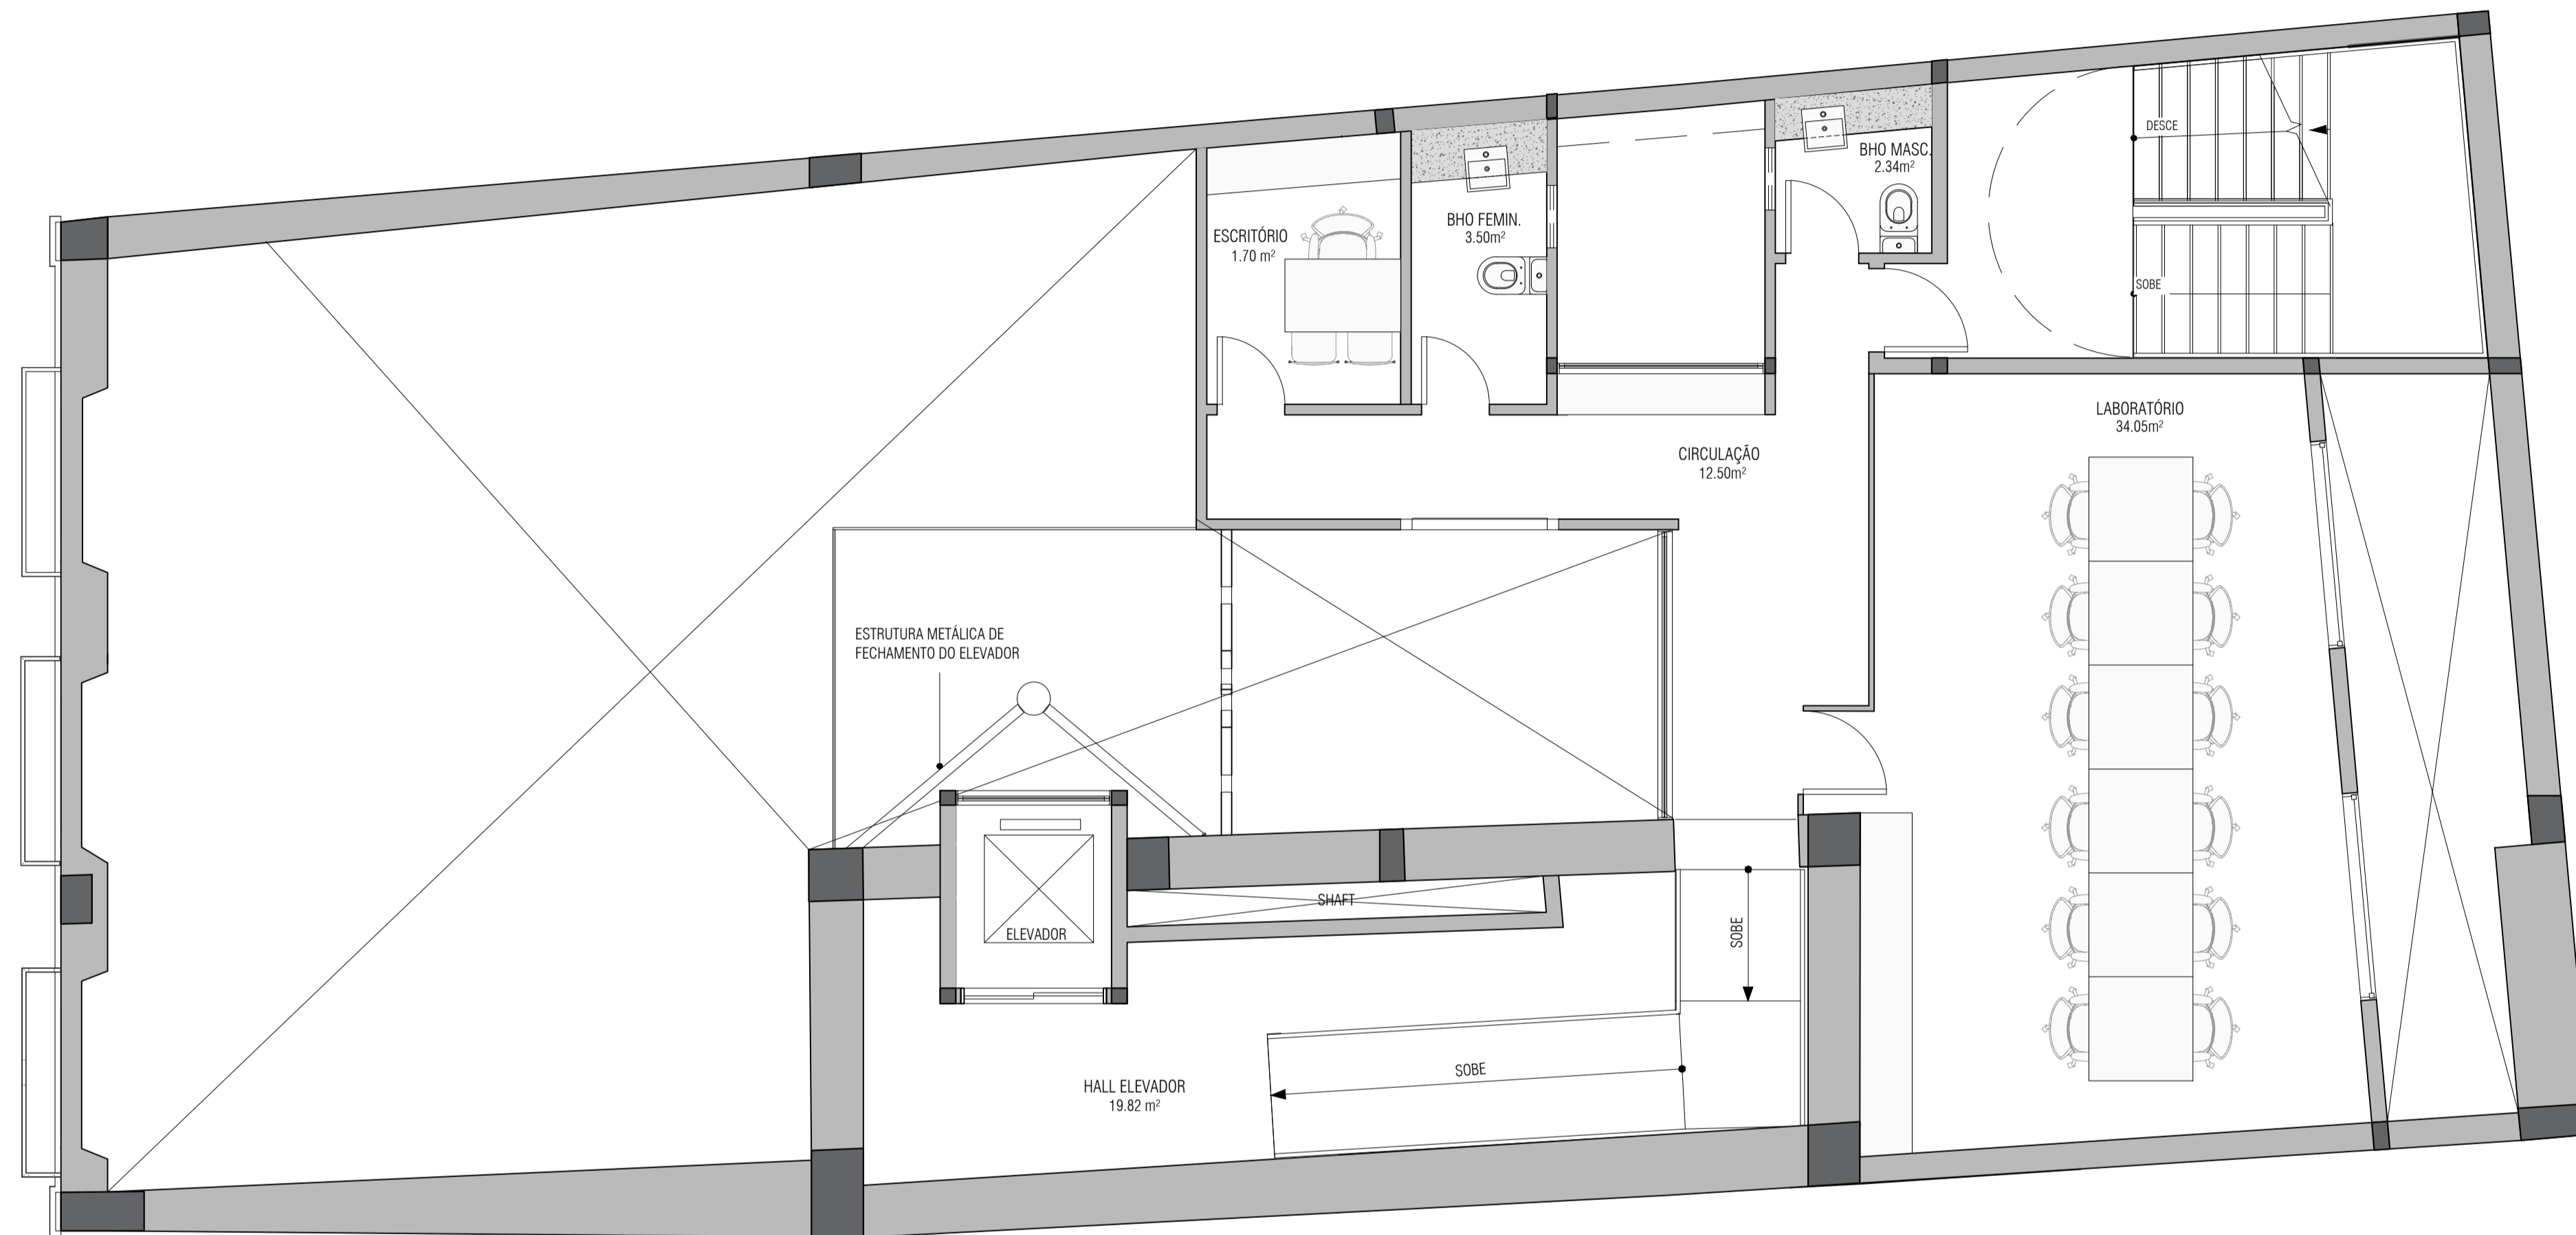 DESCE
BHO MASC.
2.34m²
BHO FEMIN.
3.50m²
ESCRITÓRIO
1.70 m²
SOBE
LABORATÓRIO
34.05m²
CIRCULAÇÃO
12.50m²
ESTRUTURA METÁLICA DE
FECHAMENTO DO ELEVADOR
SHAFT
ELEVADOR
SOBE
SOBE
HALL ELEVADOR
19.82 m²